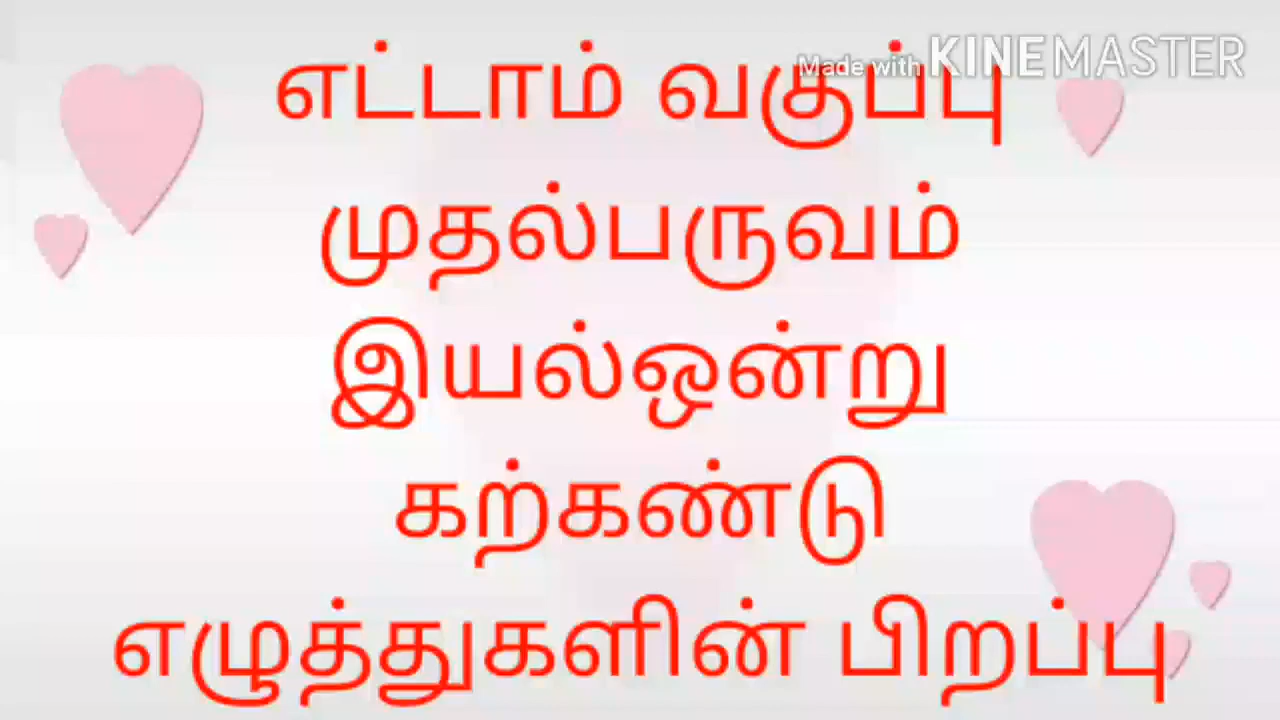 Made with KINEMASTER
எட்டாம் வகுப்பு
முதல்பருவம்
இயல்ஒன்று
கற்கண்டு
எழுத்துகளின் பிறப்பு